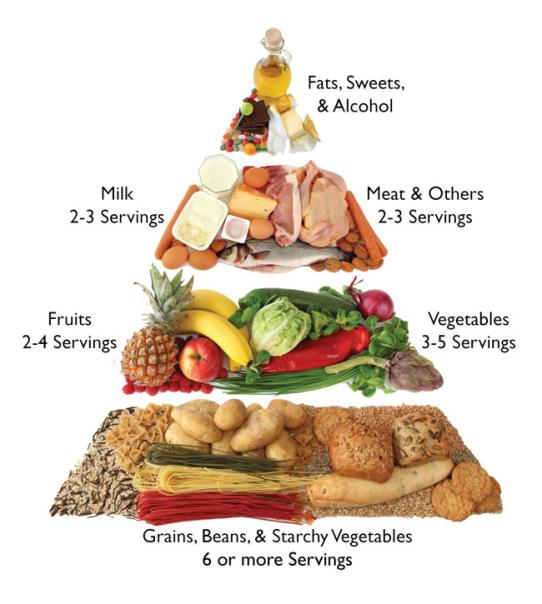 Fats, Sweets,
& Alcohol
Milk
2-3 Servings
Meat & Others
2-3 Servings
Fruits
2-4 Servings
Vegetables
3-5 Servings
Grains, Beans, & Starchy Vegetables
6 or more Servings